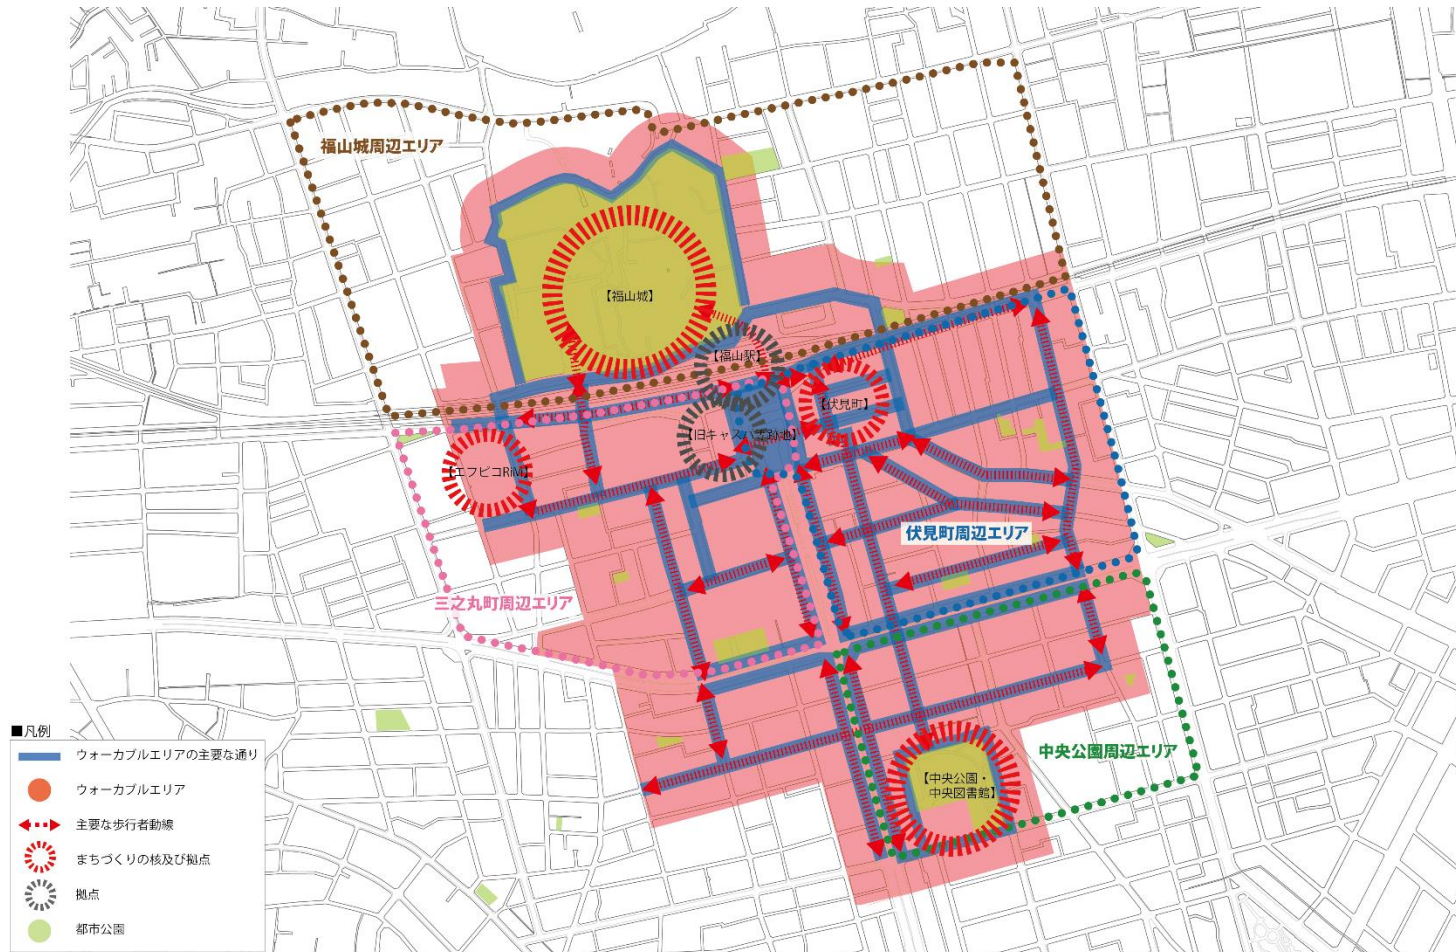 福山城周辺エリア
【福山城】
【福山駅】
【伏見町】
【旧キャスパ等跡地】
【エフピコRiM】
伏見町周辺エリア
三之丸町周辺エリア
中央公園周辺エリア
【中央公園・
中央図書館】
■凡例
ウォーカブルエリアの主要な通り
ウォーカブルエリア
主要な歩行者動線
まちづくりの核及び拠点
拠点
都市公園